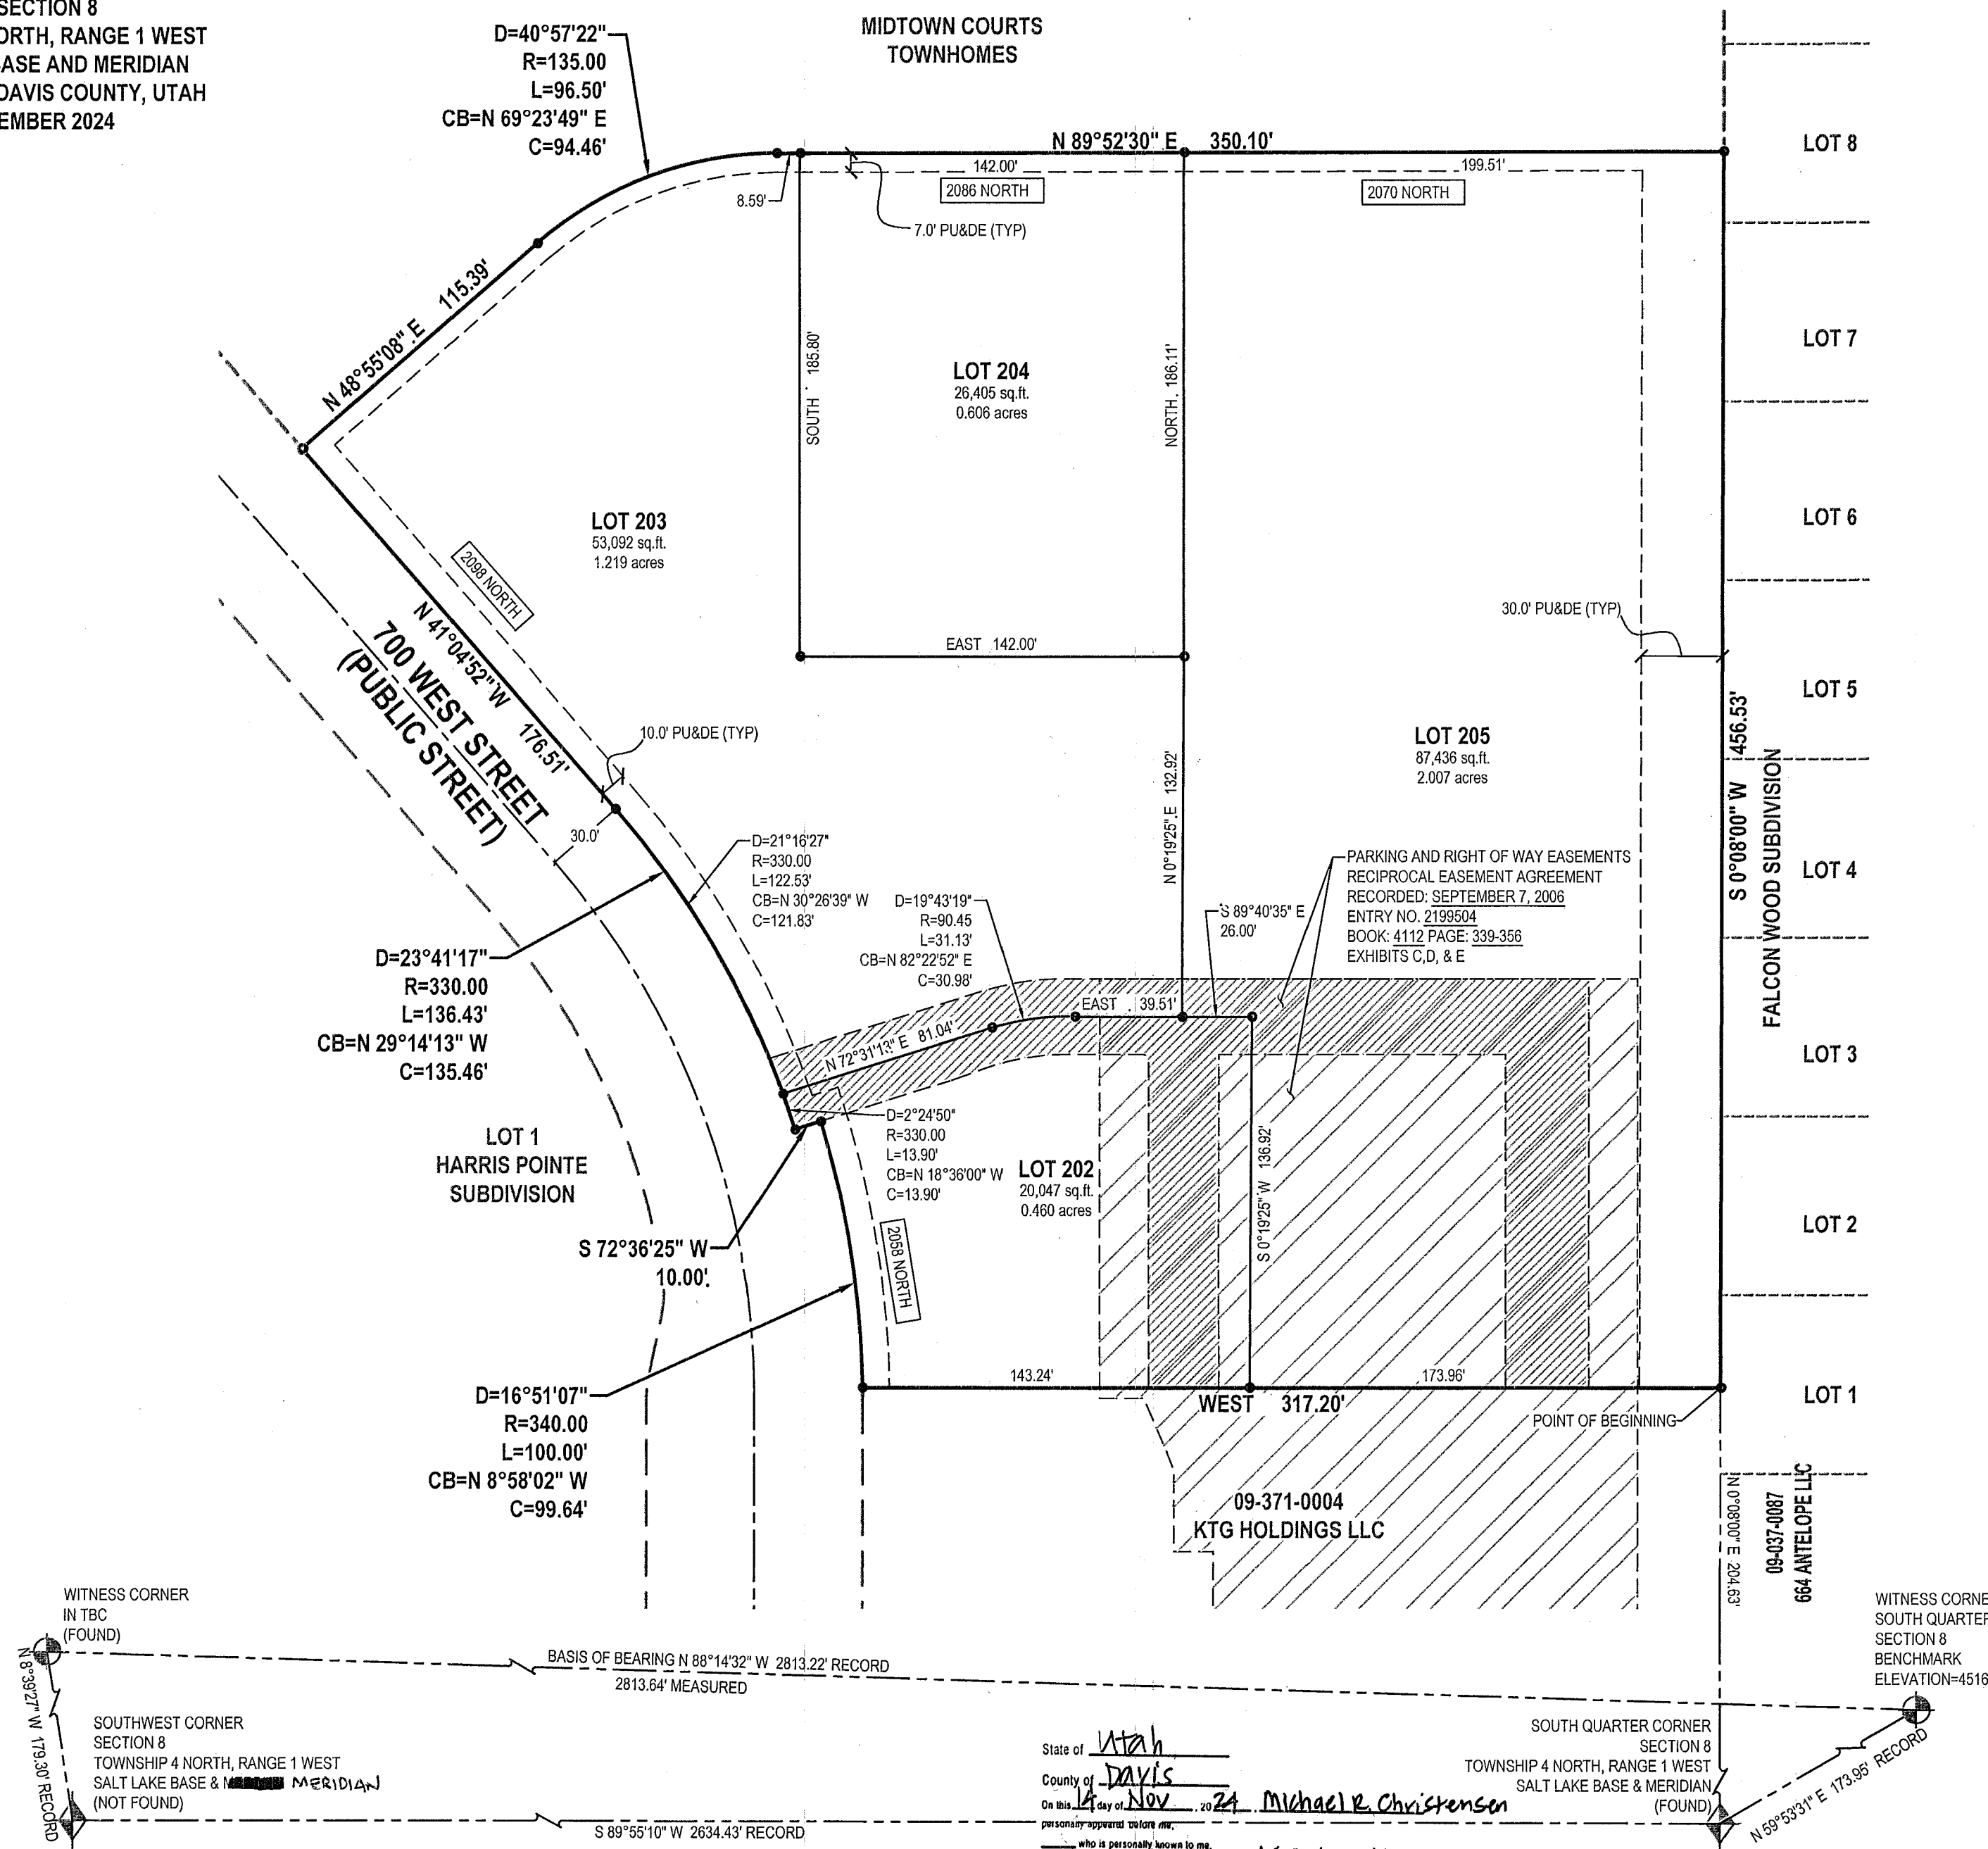 SECTION 8
ORTH, RANGE 1 WEST
BASE AND MERIDIAN
DAVIS COUNTY, UTAH
EMBER 2024
D=40°57'22"
R=135.00
L=96.50'
CB=N 69°23'49" E
C=94.46'
MIDTOWN COURTS
TOWNHOMES
N 89°52'30" E 350.10'
142.00'
199.51'
8.59'
2086 NORTH
2070 NORTH
7.0' PU&DE (TYP)
N 48°55'08" E 115.39'
SOUTH 185.80'
NORTH 186.11'
LOT 204
26,405 sq.ft.
0.606 acres
LOT 203
53,092 sq.ft.
1.219 acres
2098 NORTH
N 41°04'52" W 176.51'
700 WEST STREET
(PUBLIC STREET)
10.0' PU&DE (TYP)
30.0'
EAST 142.00'
30.0' PU&DE (TYP)
LOT 205
87,436 sq.ft.
2.007 acres
N 0°19'25" E 132.92'
S 0°08'00" W 456.53'
FALCON WOOD SUBDIVISION
LOT 8
LOT 7
LOT 6
LOT 5
LOT 4
LOT 3
LOT 2
LOT 1
D=21°16'27"
R=330.00
L=122.53'
CB=N 30°26'39" W
C=121.83'
D=19°43'19"
R=90.45
L=31.13'
CB=N 82°22'52" E
C=30.98'
S 89°40'35" E
26.00'
PARKING AND RIGHT OF WAY EASEMENTS
RECIPROCAL EASEMENT AGREEMENT
RECORDED: SEPTEMBER 7, 2006
ENTRY NO. 2199504
BOOK: 4112 PAGE: 339-356
EXHIBITS C,D, & E
D=23°41'17"
R=330.00
L=136.43'
CB=N 29°14'13" W
C=135.46'
EAST 39.51'
N 72°31'13" E 81.04'
D=2°24'50"
R=330.00
L=13.90'
CB=N 18°36'00" W
C=13.90'
LOT 1
HARRIS POINTE
SUBDIVISION
LOT 202
20,047 sq.ft.
0.460 acres
S 0°19'25" W 136.92'
2058 NORTH
S 72°36'25" W
10.00'
D=16°51'07"
R=340.00
L=100.00'
CB=N 8°58'02" W
C=99.64'
143.24'
173.96'
WEST 317.20'
POINT OF BEGINNING
09-371-0004
KTG HOLDINGS LLC
N 0°08'00" E 204.63'
09-037-0087
664 ANTELOPE LLC
WITNESS CORNER
IN TBC
(FOUND)
WITNESS CORNE
SOUTH QUARTER
SECTION 8
BENCHMARK
ELEVATION=4516
BASIS OF BEARING N 88°14'32" W 2813.22' RECORD
2813.64' MEASURED
N 8°39'27" W 179.30' RECORD
SOUTHWEST CORNER
SECTION 8
TOWNSHIP 4 NORTH, RANGE 1 WEST
SALT LAKE BASE & MERIDIAN
(NOT FOUND)
SOUTH QUARTER CORNER
SECTION 8
TOWNSHIP 4 NORTH, RANGE 1 WEST
SALT LAKE BASE & MERIDIAN
(FOUND)
N 59°53'31" E 173.95' RECORD
S 89°55'10" W 2634.43' RECORD
State of Utah
County of Davis
On this 14 day of Nov, 2024 Michael R. Christensen
personally appeared before me,
who is personally known to me,